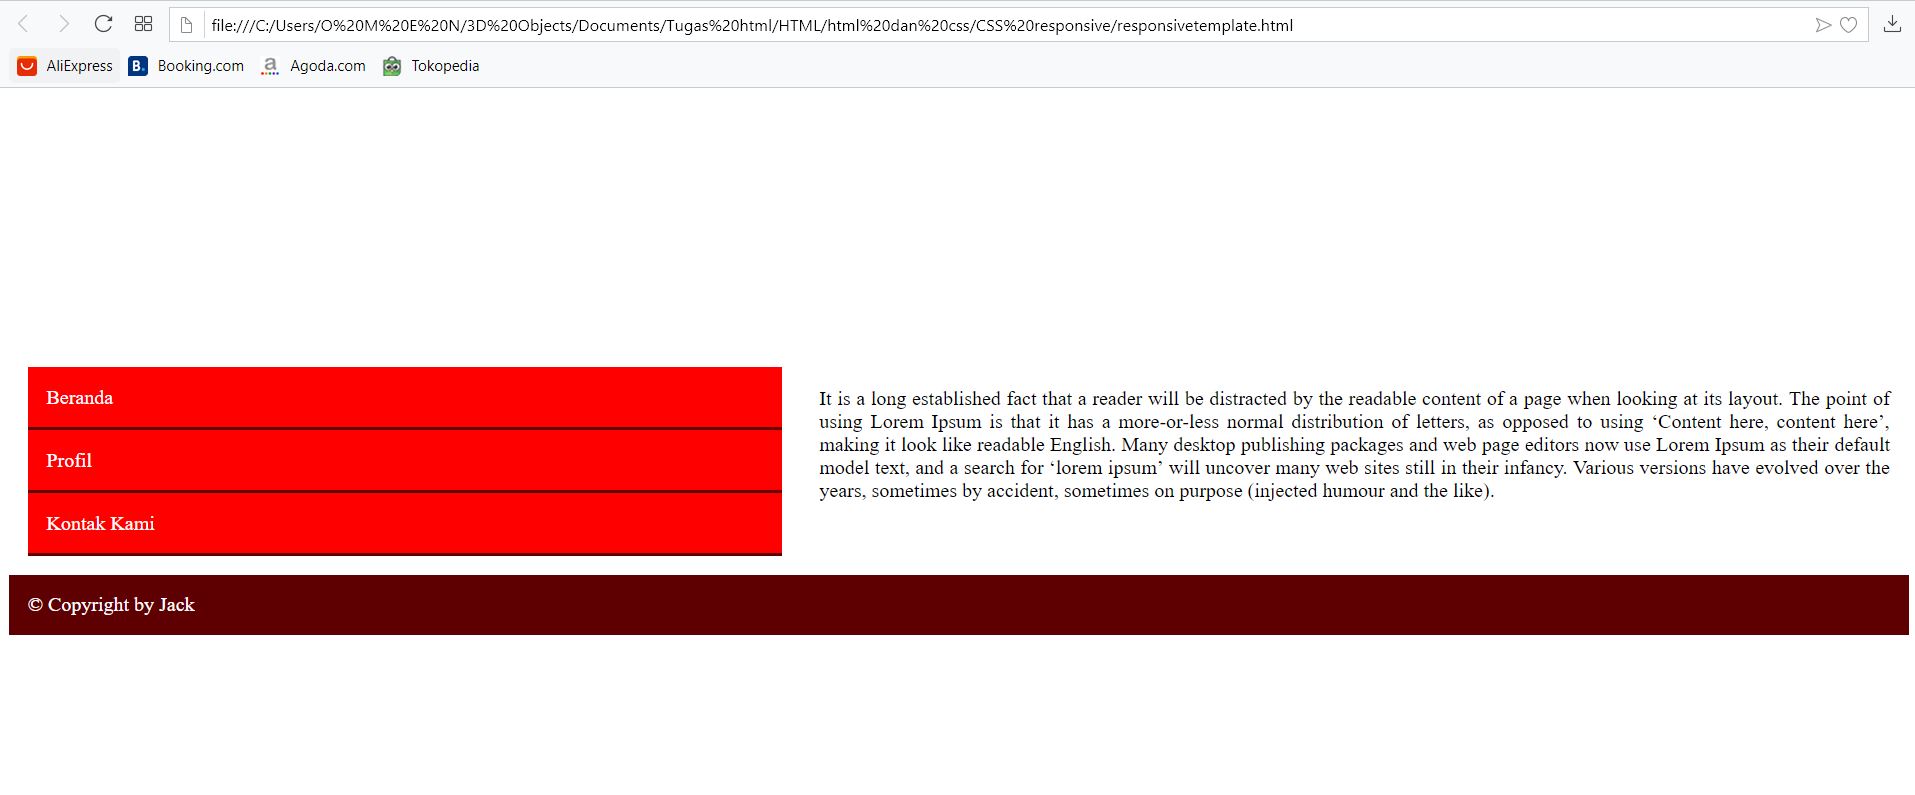 file:///C:/Users/O%20M%20E%20N/3D%20Objects/Documents/Tugas%20html/HTML/html%20dan%20css/CSS%20responsive/responsivetemplate.html
AliExpress B. Booking.com a Agoda.com Tokopedia
Beranda
Profil
Kontak Kami
It is a long established fact that a reader will be distracted by the readable content of a page when looking at its layout. The point of
using Lorem Ipsum is that it has a more-or-less normal distribution of letters, as opposed to using ‘Content here, content here’,
making it look like readable English. Many desktop publishing packages and web page editors now use Lorem Ipsum as their default
model text, and a search for ‘lorem ipsum’ will uncover many web sites still in their infancy. Various versions have evolved over the
years, sometimes by accident, sometimes on purpose (injected humour and the like).
© Copyright by Jack